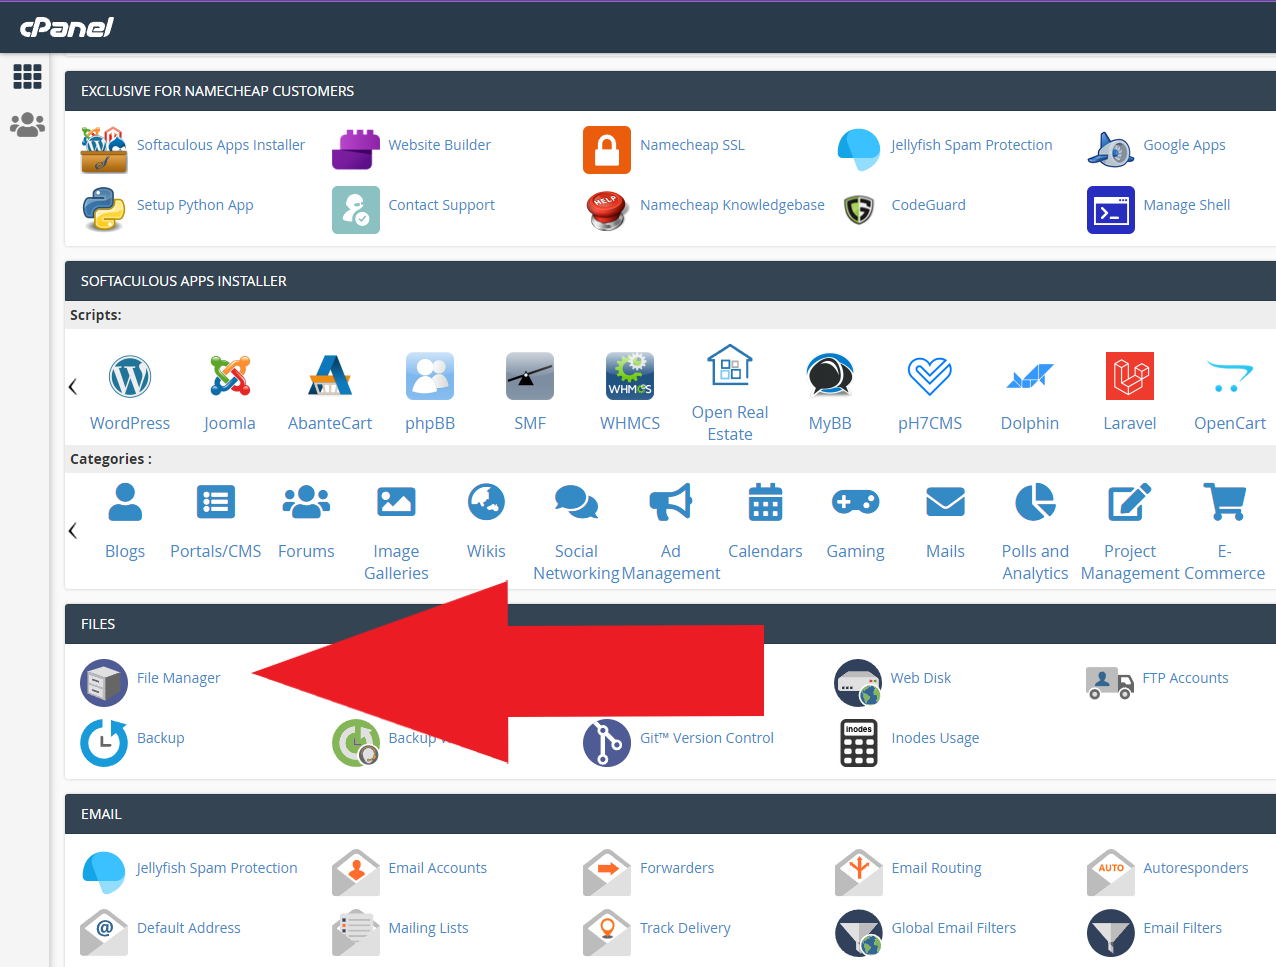 cPanel
EXCLUSIVE FOR NAMECHEAP CUSTOMERS
Softaculous Apps Installer
Website Builder
Namecheap SSL
Jellyfish Spam Protection
Google Apps
Setup Python App
Contact Support
HELP
Namecheap Knowledgebase
CodeGuard
Manage Shell
SOFTACULOUS APPS INSTALLER
Scripts:
WHMCS
WordPress
Joomla
AbanteCart
phpBB
SMF
WHMCS
Open Real
Estate
MyBB
pH7CMS
Dolphin
Laravel
OpenCart
Categories :
Blogs
Portals/CMS
Forums
Image
Galleries
Wikis
Social
Networking
Ad
Management
Calendars
Gaming
Mails
Polls and
Analytics
Project
Management
E-
Commerce
FILES
File Manager
Web Disk
FTP Accounts
Backup
Backup
Git™ Version Control
inodes
Inodes Usage
EMAIL
Jellyfish Spam Protection
Email Accounts
Forwarders
Email Routing
AUTO
Autoresponders
@
Default Address
Mailing Lists
Track Delivery
Global Email Filters
Email Filters